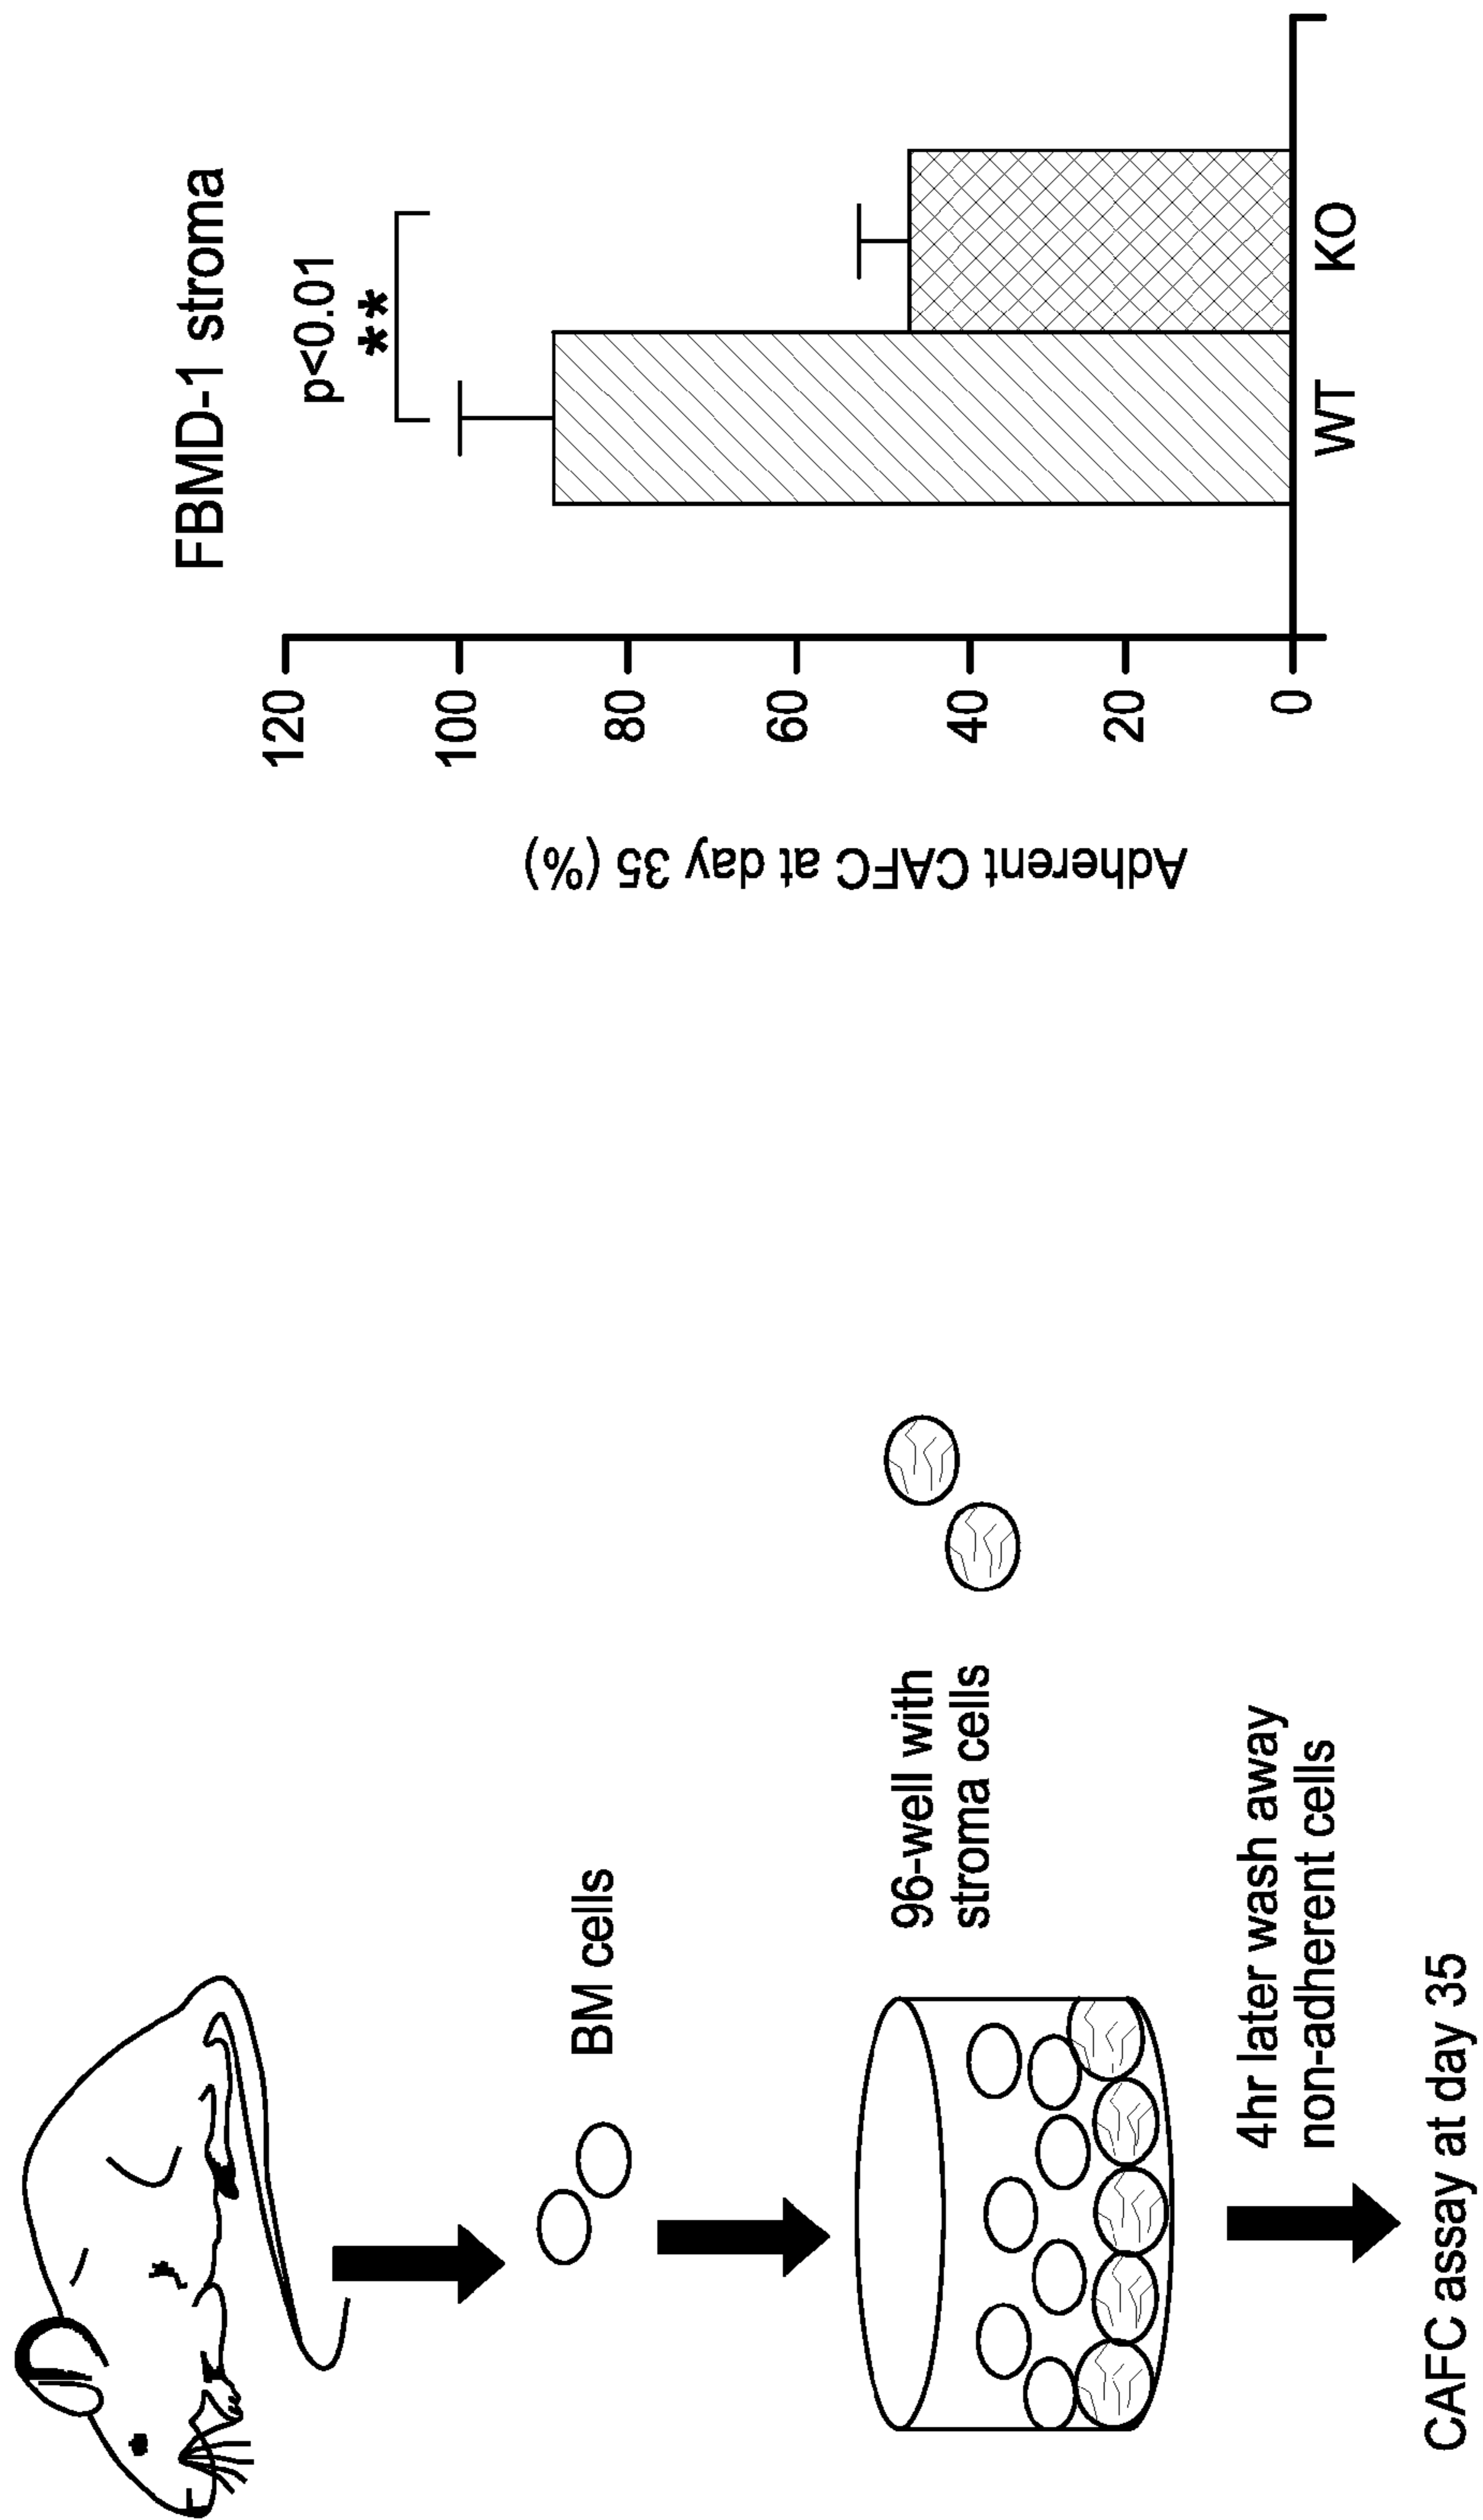 BM cells
96-well with
stroma cells
4hr later wash away
non-adherent cells
CAFC assay at day 35
FBMD-1 stroma
p<0.01
**
Adherent CAFC at day 35 (%)
120
100
80
60
40
20
0
WT KO